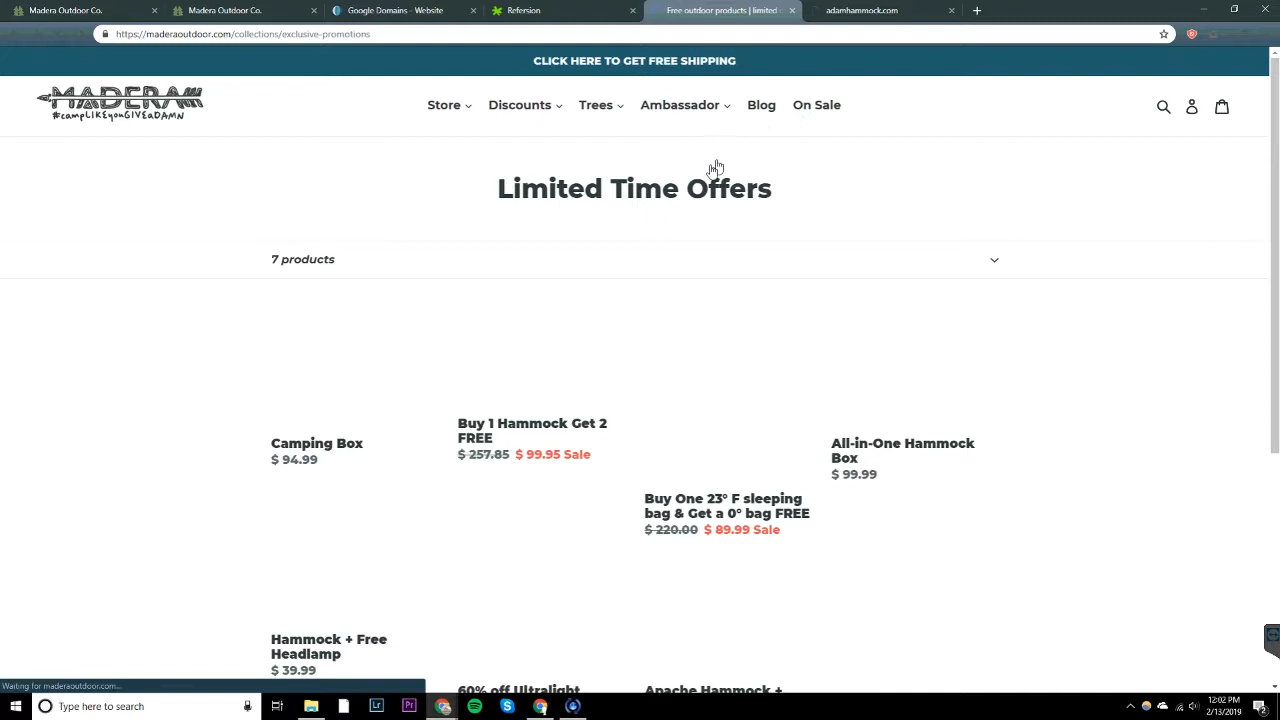 Madera Outdoor Co.
Madera Outdoor Co.
Google Domains - Website
Refersion
Free outdoor products | limited
adamhammock.com
https://maderaoutdoor.com/collections/exclusive-promotions
CLICK HERE TO GET FREE SHIPPING
MADERA
#campLIKEyouGIVEaDAMN
Store
Discounts
Trees
Ambassador
Blog
On Sale
Limited Time Offers
7 products
Camping Box
$ 94.99
Buy 1 Hammock Get 2
FREE
$ 257.85 $ 99.95 Sale
Buy One 23° F sleeping
bag & Get a 0° bag FREE
$ 220.00 $ 89.99 Sale
All-in-One Hammock
Box
$ 99.99
Hammock + Free
Headlamp
$ 39.99
60% off Ultralight
Apache Hammock +
Waiting for maderaoutdoor.com...
Type here to search
Lr
Pr
12:02 PM
2/13/2019
2